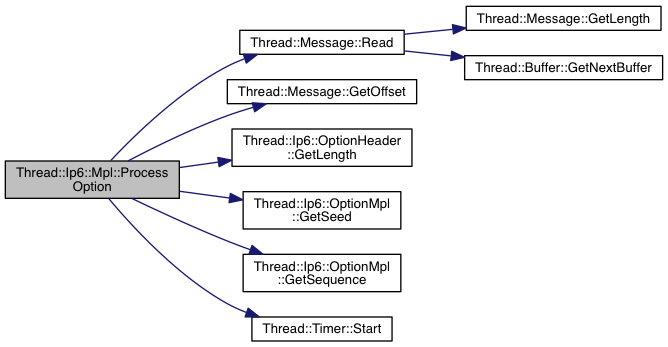 Thread::Message::GetLength
Thread::Message::Read
Thread::Buffer::GetNextBuffer
Thread::Message::GetOffset
Thread::Ip6::OptionHeader
::GetLength
Thread::Ip6::Mpl::Process
Option
Thread::Ip6::OptionMpl
::GetSeed
Thread::Ip6::OptionMpl
::GetSequence
Thread::Timer::Start